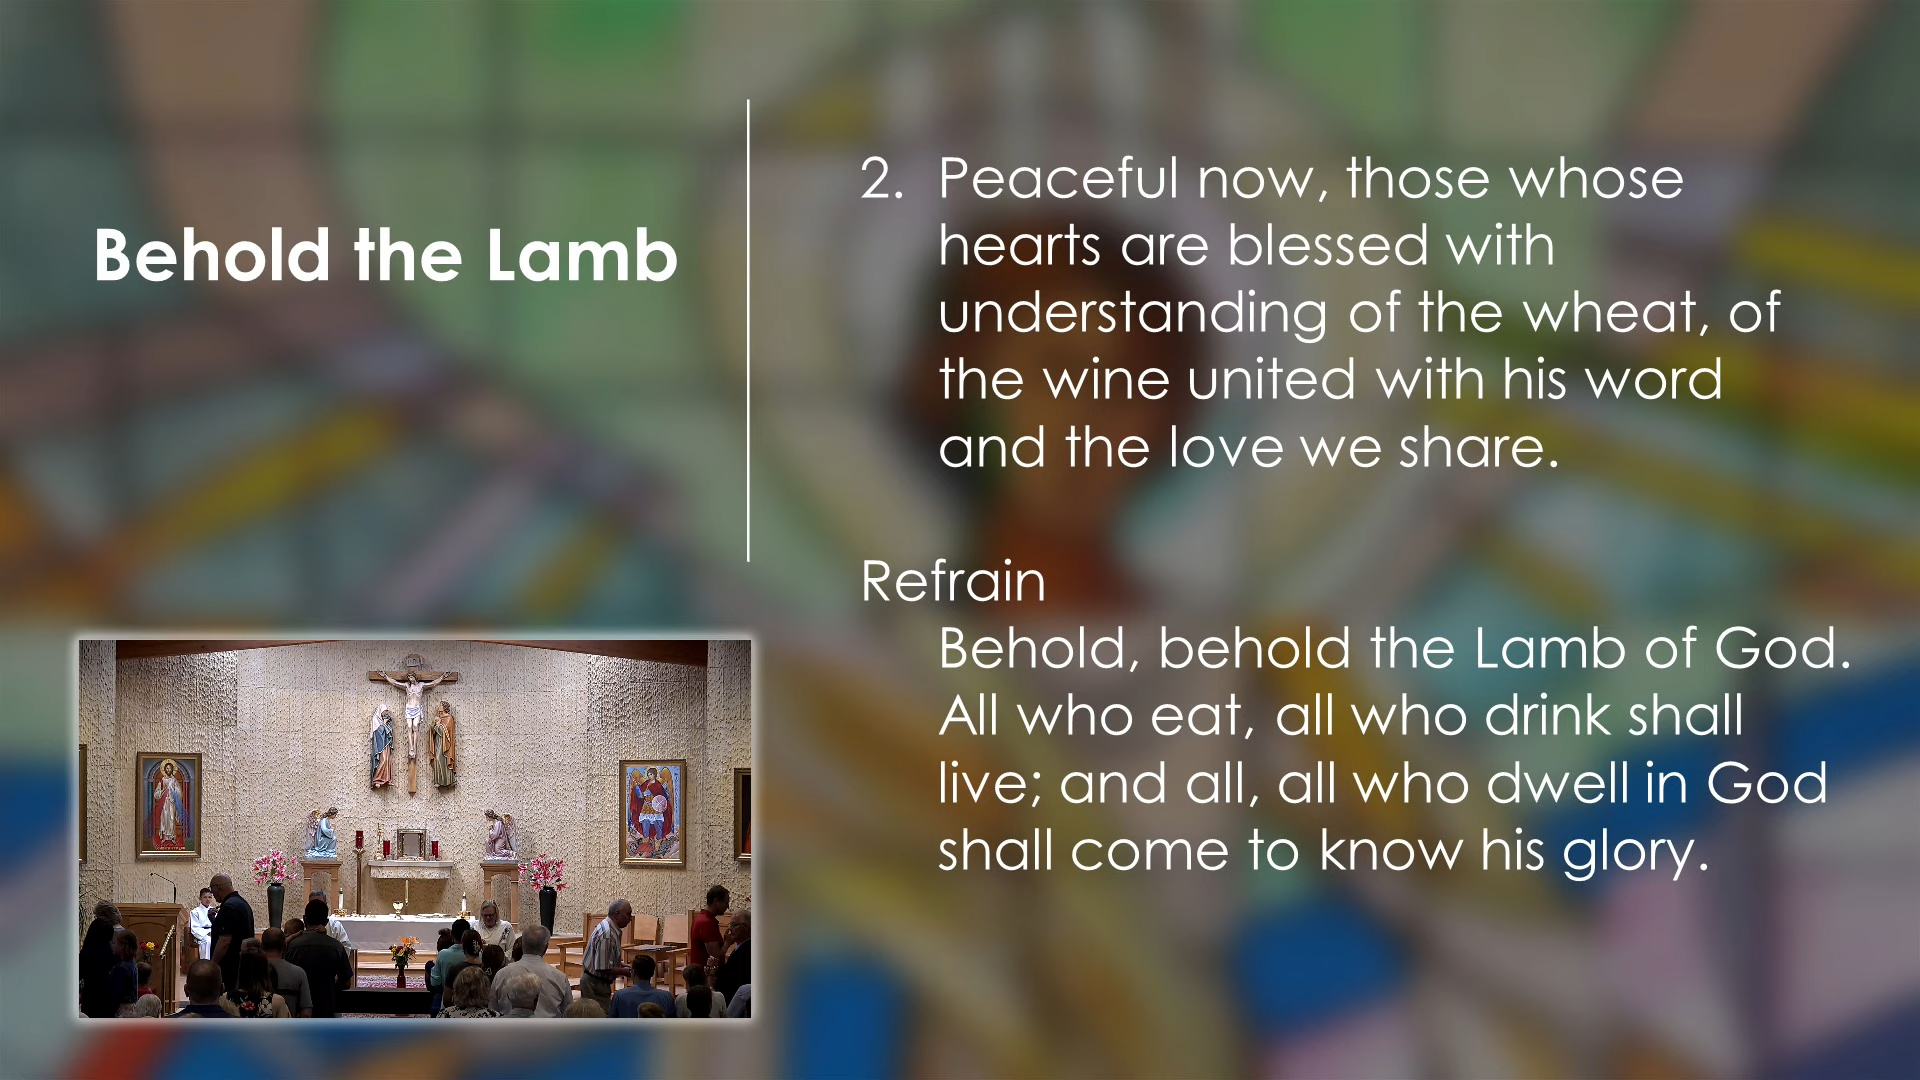 Behold the Lamb
2. Peaceful now, those whose
hearts are blessed with
understanding of the wheat, of
the wine united with his word
and the love we share.
Refrain
Behold, behold the Lamb of God.
All who eat, all who drink shall
live; and all, all who dwell in God
shall come to know his glory.